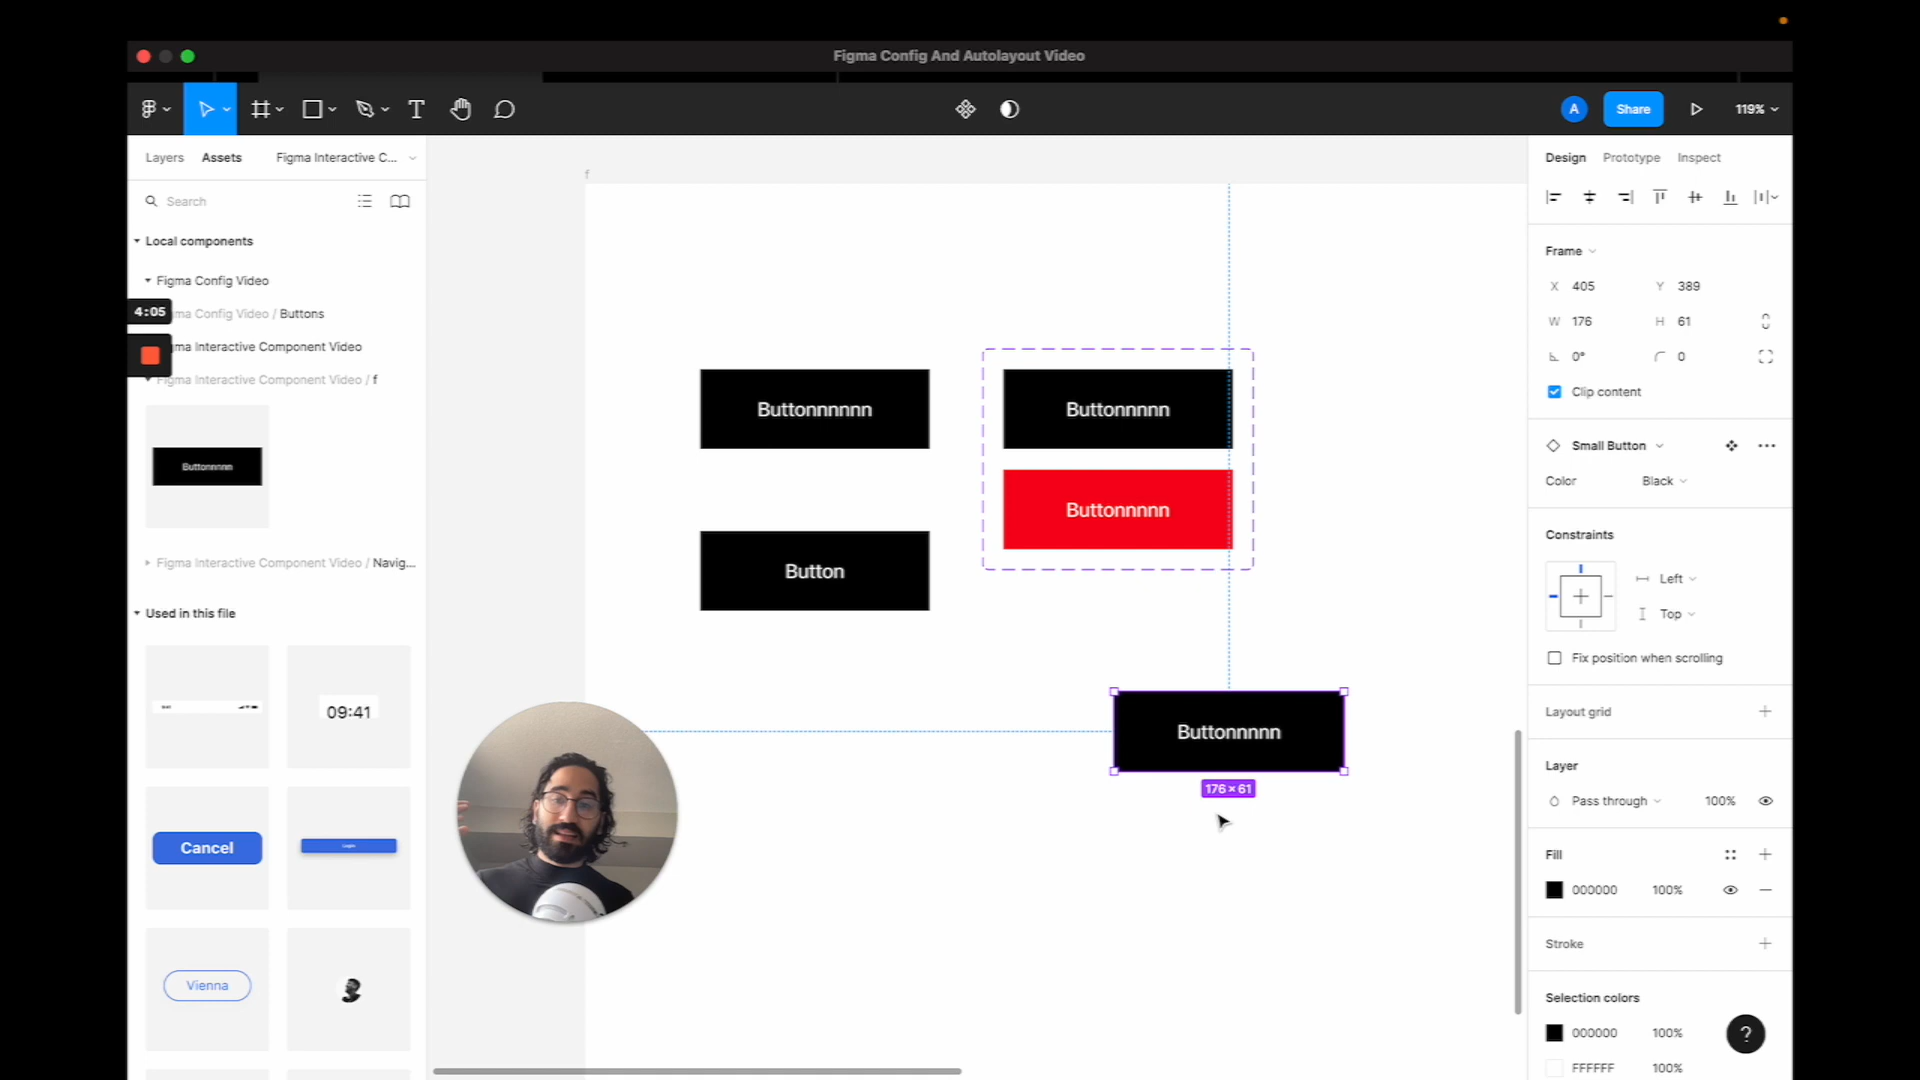 Figma Config And Autolayout Video
A
Share
119%
Layers
Assets
Figma Interactive C...
Search
Local components
Figma Config Video
4:05
ma Config Video / Buttons
ma Interactive Component Video
Figma Interactive Component Video / f
Buttonnnnn
Figma Interactive Component Video / Navig...
Used in this file
09:41
Cancel
Login
Vienna
f
Buttonnnnnn
Buttonnnnn
Buttonnnnn
Button
Buttonnnnn
176 × 61
Design
Prototype
Inspect
Frame
X 405
Y 389
W 176
H 61
0°
0
Clip content
Small Button
Color
Black
Constraints
Left
Top
Fix position when scrolling
Layout grid
Layer
Pass through
100%
Fill
000000
100%
Stroke
Selection colors
000000
100%
?
FFFFFF
100%